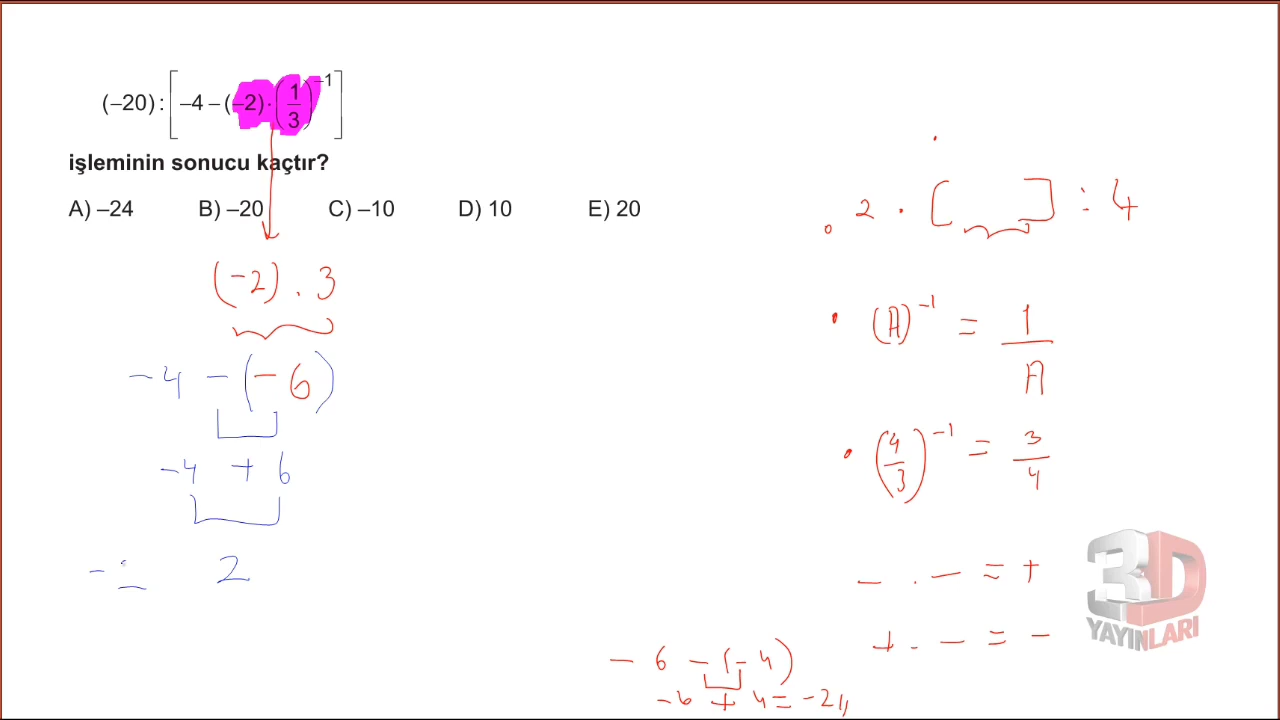 (–20) : [ –4 – (–2) · (1/3)^–1 ]
işleminin sonucu kaçtır?
A) –24 B) –20 C) –10 D) 10 E) 20
(-2) . 3
-4 - (-6)
-4 + 6
2
2 · [ ] : 4
(A)^-1 = 1/A
(4/3)^-1 = 3/4
- . - = +
+ . - = -
- 6 - (-4)
-6 + 4 = -2
3D
YAYINLARI